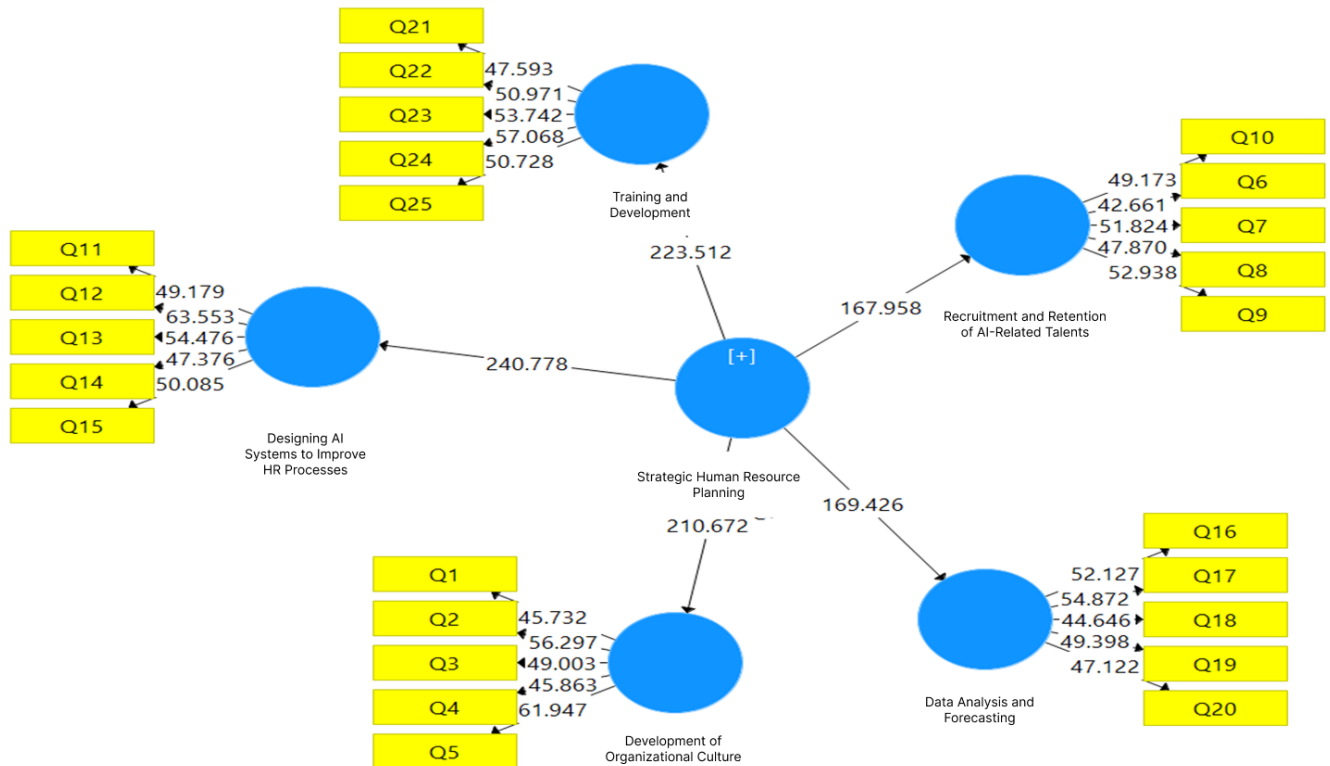 Q21
Q22
Q23
Q24
Q25
47.593
50.971
53.742
57.068
50.728
Training and
Development
Q10
Q6
Q7
Q8
Q9
49.173
42.661
51.824
47.870
52.938
Recruitment and Retention
of AI-Related Talents
Q11
Q12
Q13
Q14
Q15
49.179
63.553
54.476
47.376
50.085
Designing AI
Systems to Improve
HR Processes
223.512
167.958
240.778
[+]
Strategic Human Resource
Planning
210.672
169.426
Q1
Q2
Q3
Q4
Q5
45.732
56.297
49.003
45.863
61.947
Development of
Organizational Culture
Q16
Q17
Q18
Q19
Q20
52.127
54.872
44.646
49.398
47.122
Data Analysis and
Forecasting